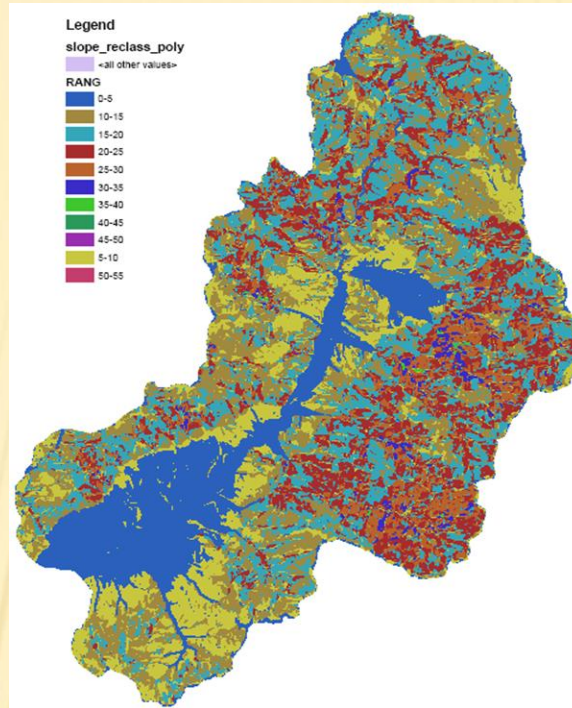 Legend
slope_reclass_poly
<all other values>
RANG
0-5
10-15
15-20
20-25
25-30
30-35
35-40
40-45
45-50
5-10
50-55